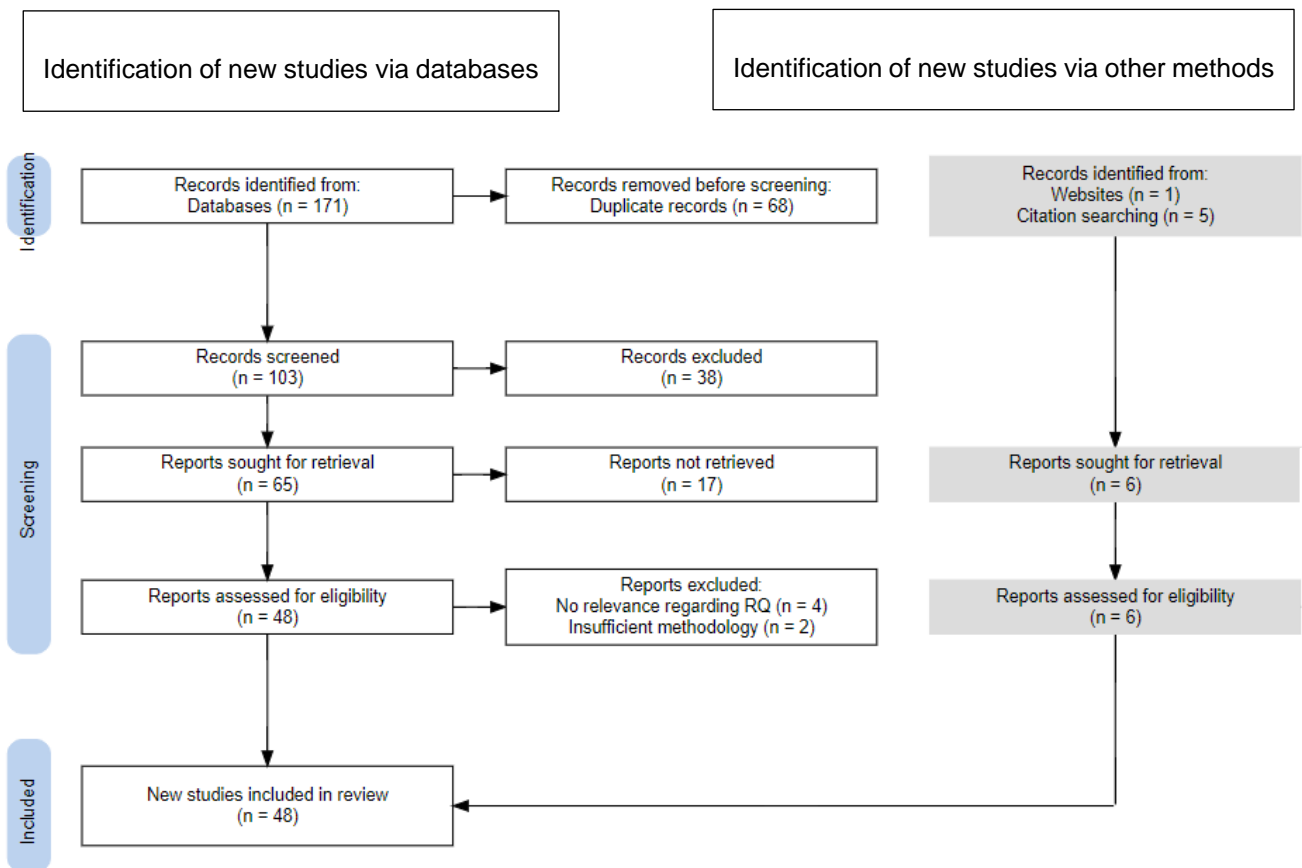 Identification of new studies via databases
Identification of new studies via other methods
Identification
Records identified from:
Databases (n = 171)
Records removed before screening:
Duplicate records (n = 68)
Records identified from:
Websites (n = 1)
Citation searching (n = 5)
Screening
Records screened
(n = 103)
Records excluded
(n = 38)
Reports sought for retrieval
(n = 65)
Reports not retrieved
(n = 17)
Reports sought for retrieval
(n = 6)
Reports assessed for eligibility
(n = 48)
Reports excluded:
No relevance regarding RQ (n = 4)
Insufficient methodology (n = 2)
Reports assessed for eligibility
(n = 6)
Included
New studies included in review
(n = 48)